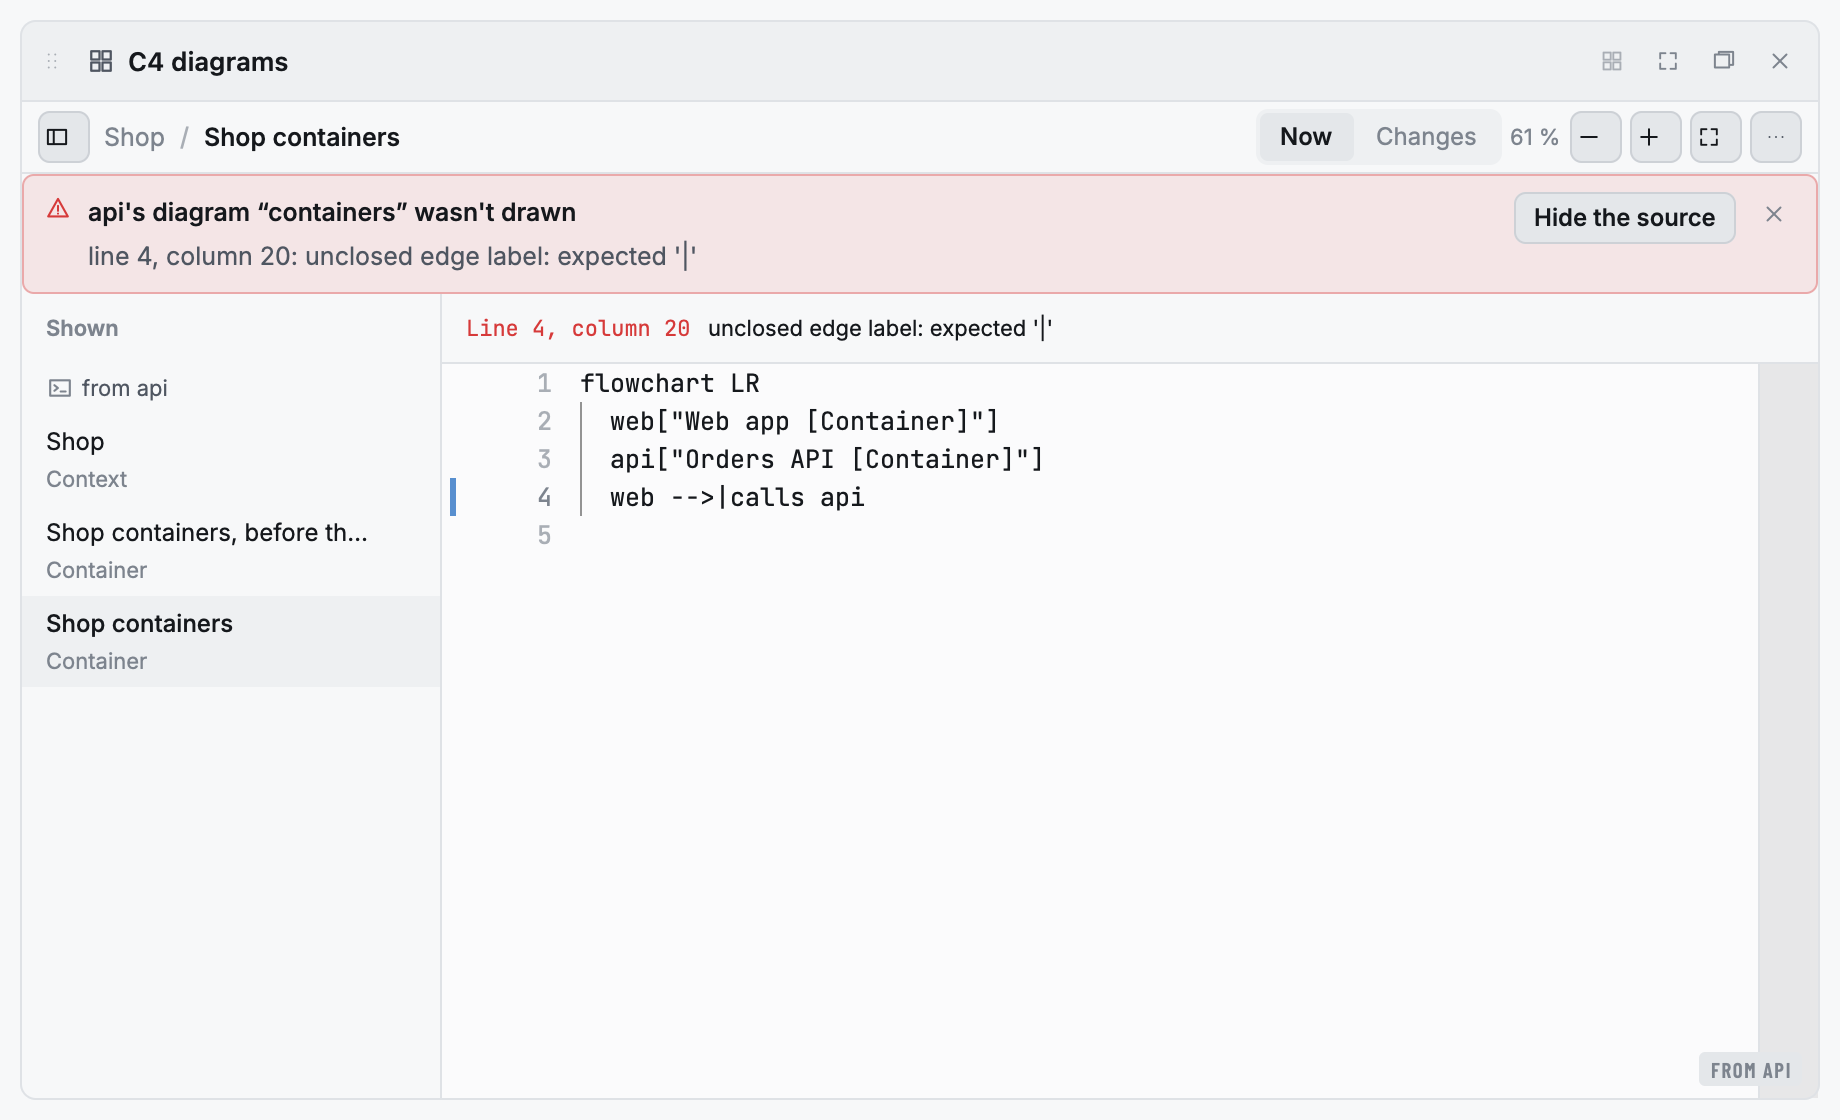 C4 diagrams
Shop / Shop containers
Now Changes 61 %
api's diagram “containers” wasn't drawn
line 4, column 20: unclosed edge label: expected '|'
Hide the source
Shown
from api
Shop
Context
Shop containers, before th...
Container
Shop containers
Container
Line 4, column 20 unclosed edge label: expected '|'
1 flowchart LR
2 web["Web app [Container]"]
3 api["Orders API [Container]"]
4 web -->|calls api
5
FROM API